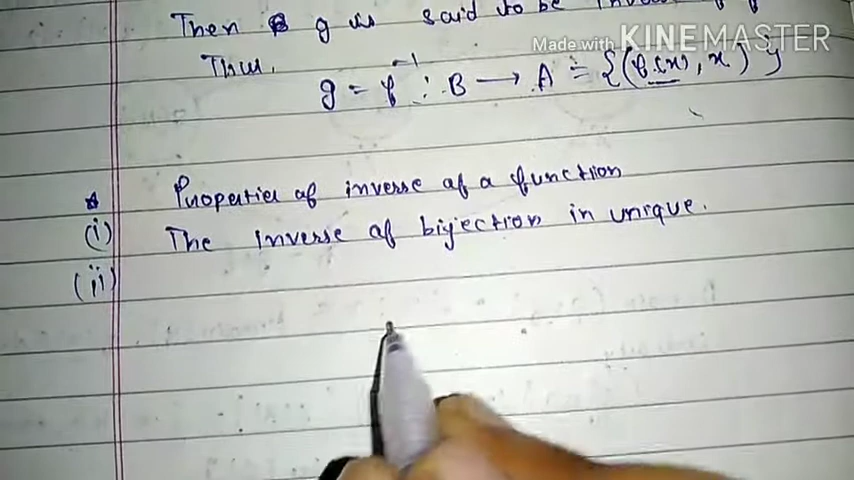 Then g is said to be
Made with KINEMASTER
Thus,
g = f⁻¹ : B → A = {(f(x), x)}
Properties of inverse of a function
(i) The inverse of bijection in unique.
(ii)